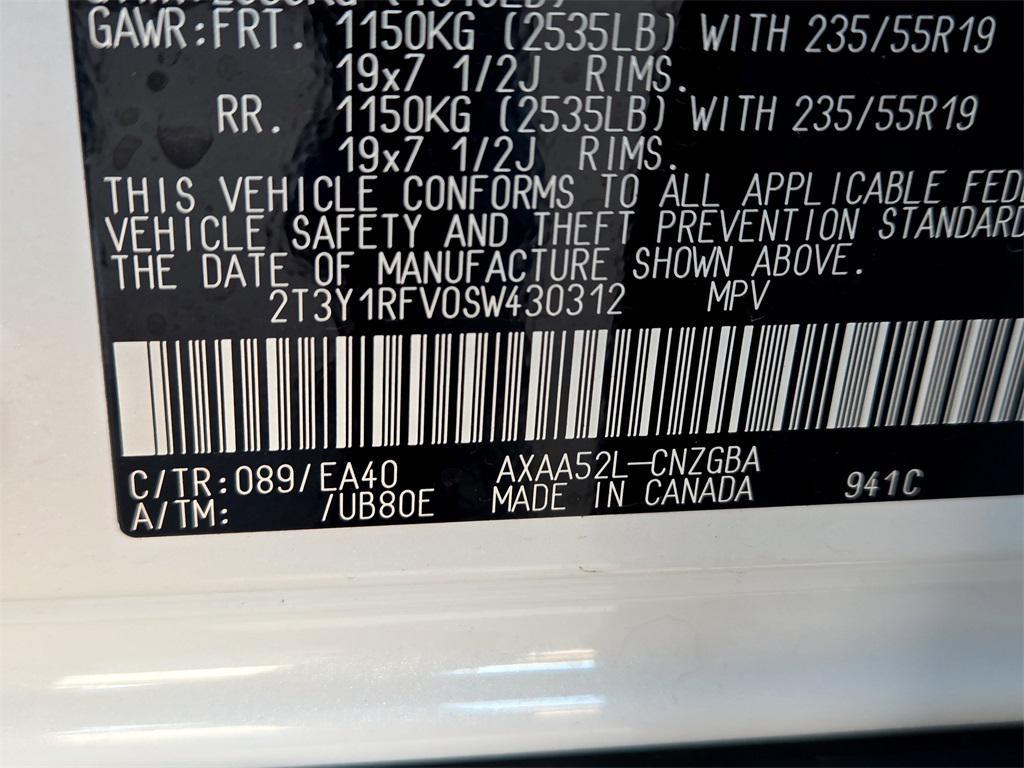 GAWR:FRT. 1150KG (2535LB) WITH 235/55R19
19x7 1/2J RIMS.
RR. 1150KG (2535LB) WITH 235/55R19
19x7 1/2J RIMS.
THIS VEHICLE CONFORMS TO ALL APPLICABLE FED
VEHICLE SAFETY AND THEFT PREVENTION STANDARD
THE DATE OF MANUFACTURE SHOWN ABOVE.
2T3Y1RFV0SW430312 MPV
C/TR:089/EA40 AXAA52L-CNZGBA
A/TM: /UB80E MADE IN CANADA 941C